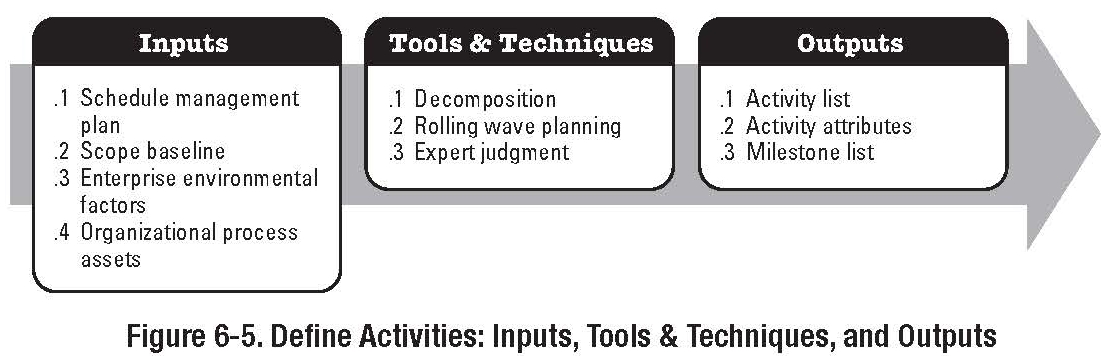 Inputs
.1 Schedule management
plan
.2 Scope baseline
.3 Enterprise environmental
factors
.4 Organizational process
assets
Tools & Techniques
.1 Decomposition
.2 Rolling wave planning
.3 Expert judgment
Outputs
.1 Activity list
.2 Activity attributes
.3 Milestone list
Figure 6-5. Define Activities: Inputs, Tools & Techniques, and Outputs